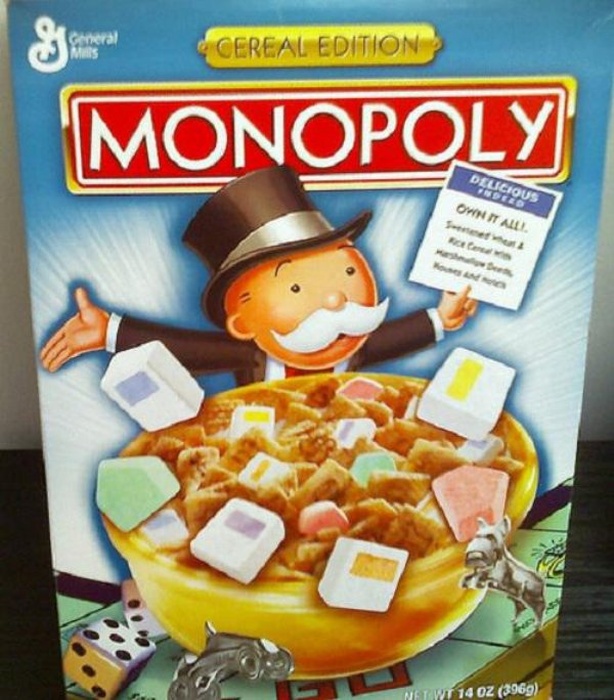 General
Mills
CEREAL EDITION
MONOPOLY
DELICIOUS
INDEED
OWN IT ALL!
Sweetened Wheat &
Rice Cereal with
Marshmallow Deeds,
Houses and Hotels
GO
NET WT 14 OZ (396g)